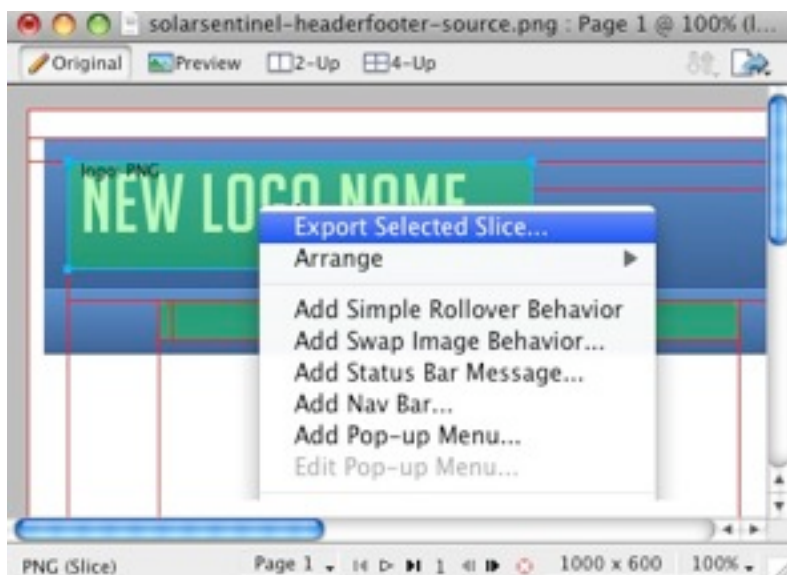 solarsentinel-headerfooter-source.png : Page 1 @ 100% (l...
Original Preview 2-Up 4-Up
logo: PNG
NEW LOGO NAME
Export Selected Slice...
Arrange
Add Simple Rollover Behavior
Add Swap Image Behavior...
Add Status Bar Message...
Add Nav Bar...
Add Pop-up Menu...
Edit Pop-up Menu...
PNG (Slice) Page 1 1 1000 x 600 100%